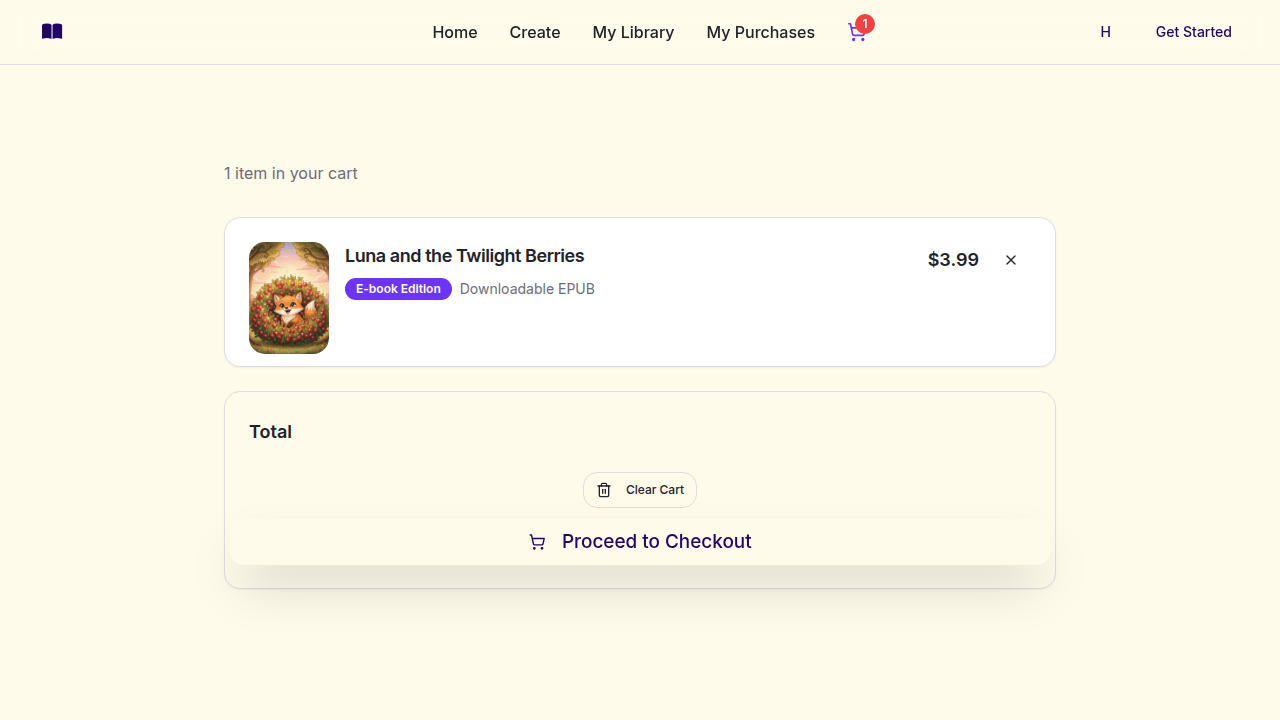 Home
Create
My Library
My Purchases
1
H
Get Started
1 item in your cart
Luna and the Twilight Berries
$3.99
E-book Edition
Downloadable EPUB
Total
Clear Cart
Proceed to Checkout